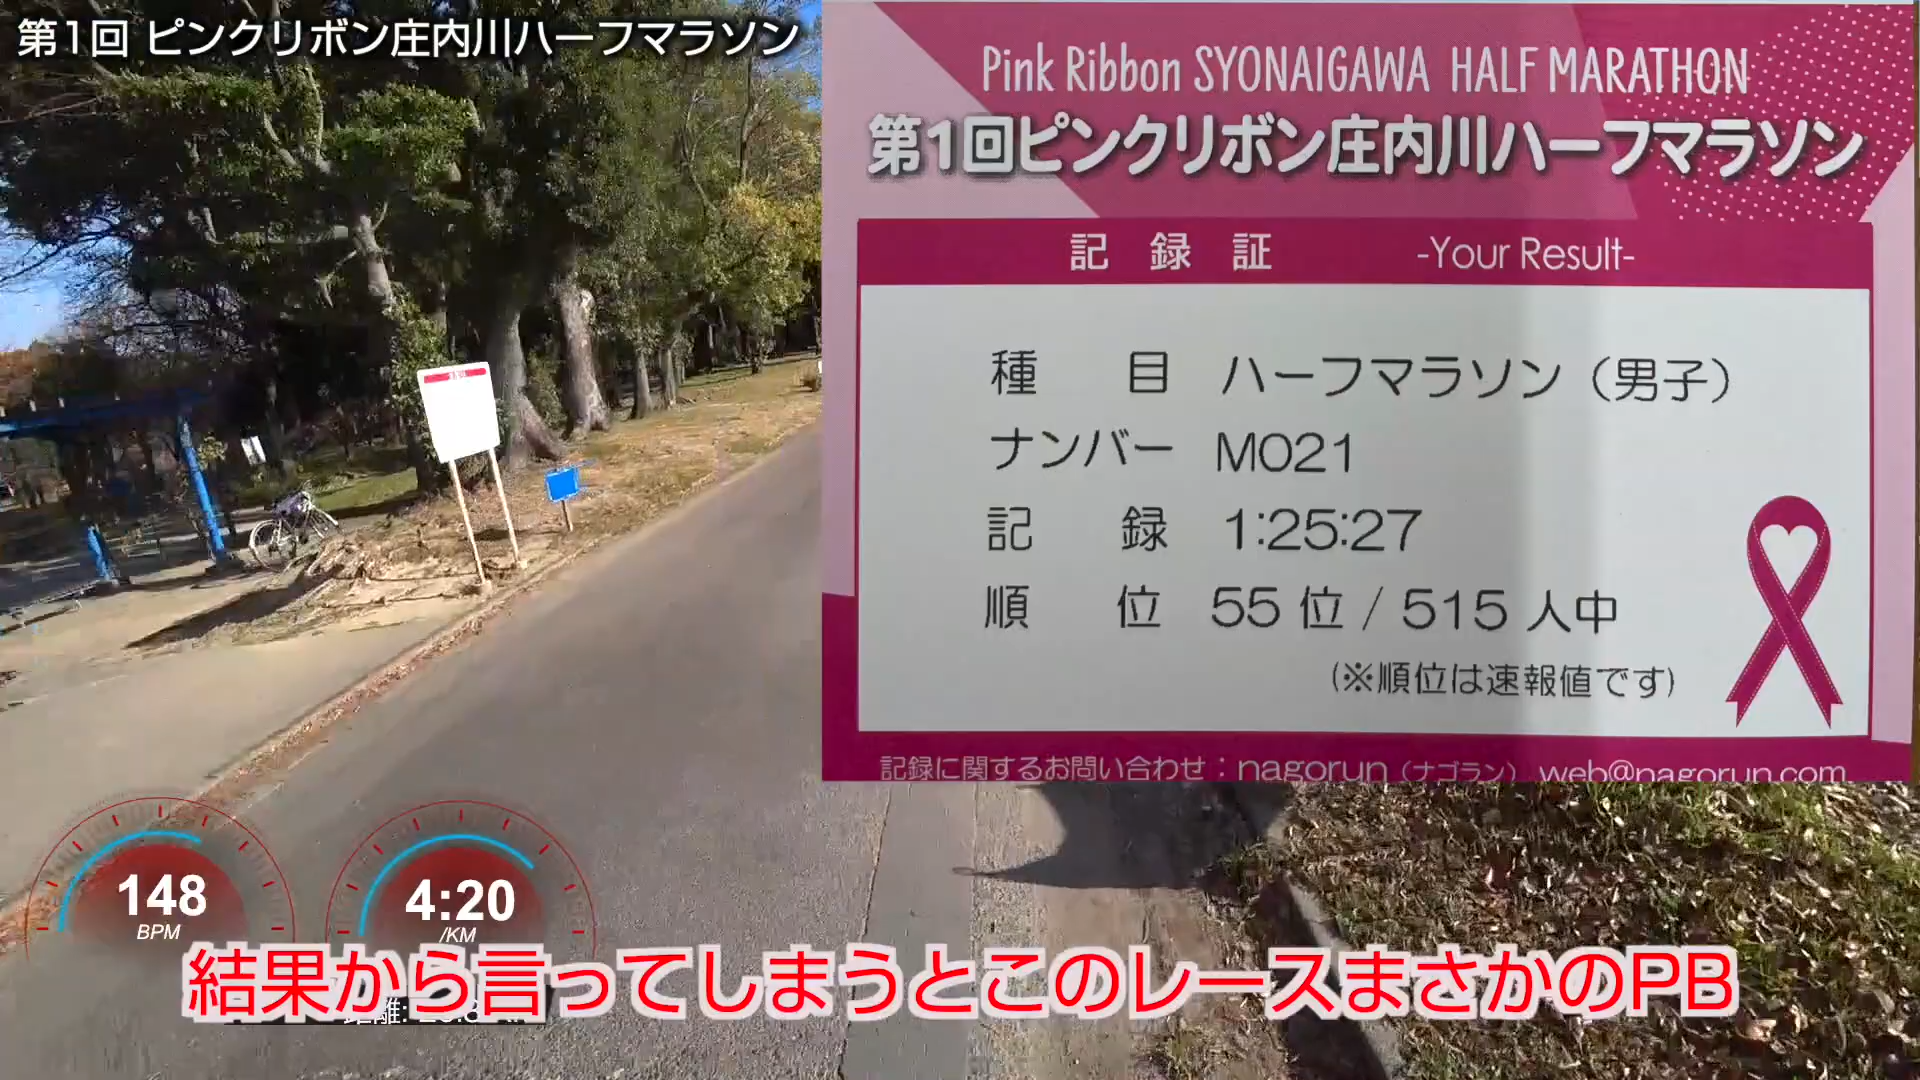 第1回 ピンクリボン庄内川ハーフマラソン
Pink Ribbon SYONAIGAWA HALF MARATHON
第1回ピンクリボン庄内川ハーフマラソン
記録証 -Your Result-
種目 ハーフマラソン（男子）
ナンバー M021
記録 1:25:27
順位 55位 / 515人中
(※順位は速報値です)
記録に関するお問い合わせ：nagorun（ナゴラン） web@nagorun.com
148
BPM
4:20
/KM
結果から言ってしまうとこのレースまさかのPB